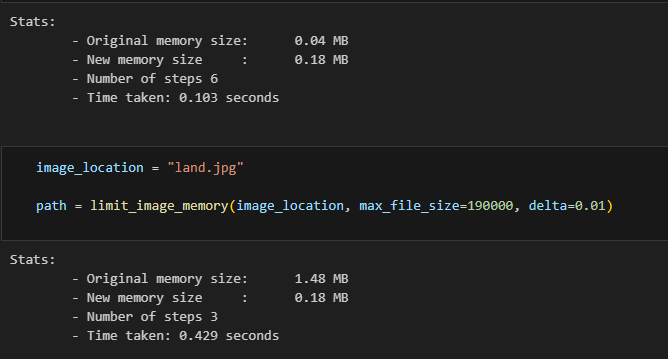 Stats:
- Original memory size: 0.04 MB
- New memory size : 0.18 MB
- Number of steps 6
- Time taken: 0.103 seconds
image_location = "land.jpg"
path = limit_image_memory(image_location, max_file_size=190000, delta=0.01)
Stats:
- Original memory size: 1.48 MB
- New memory size : 0.18 MB
- Number of steps 3
- Time taken: 0.429 seconds